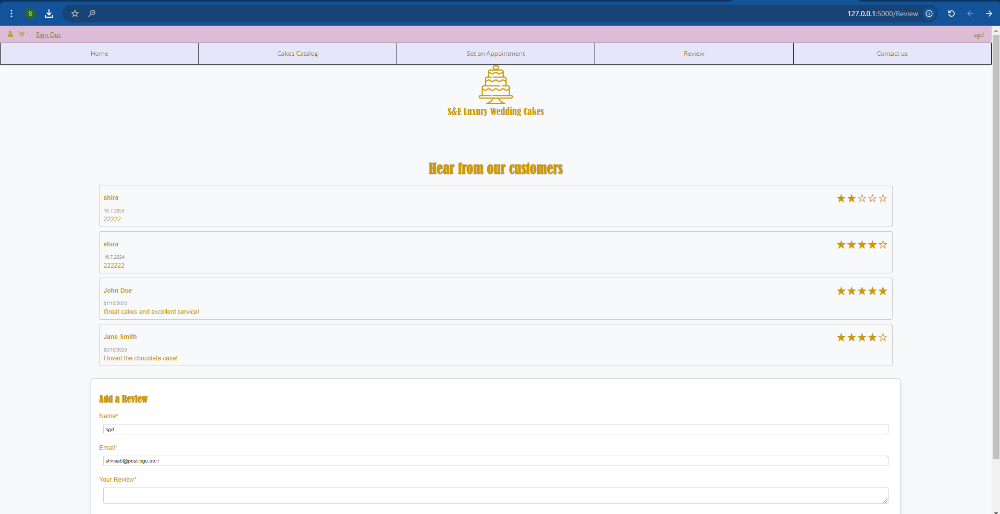 S
127.0.0.1:5000/Review
Sign Out
sgd
Home
Cakes Catalog
Set an Appointment
Review
Contact us
S&E Luxury Wedding Cakes
Hear from our customers
shira
16.7.2024
22222
shira
16.7.2024
222222
John Doe
01/10/2023
Great cakes and excellent service!
Jane Smith
02/10/2023
I loved the chocolate cake!
Add a Review
Name*
sgd
Email*
shiraab@post.bgu.ac.il
Your Review*